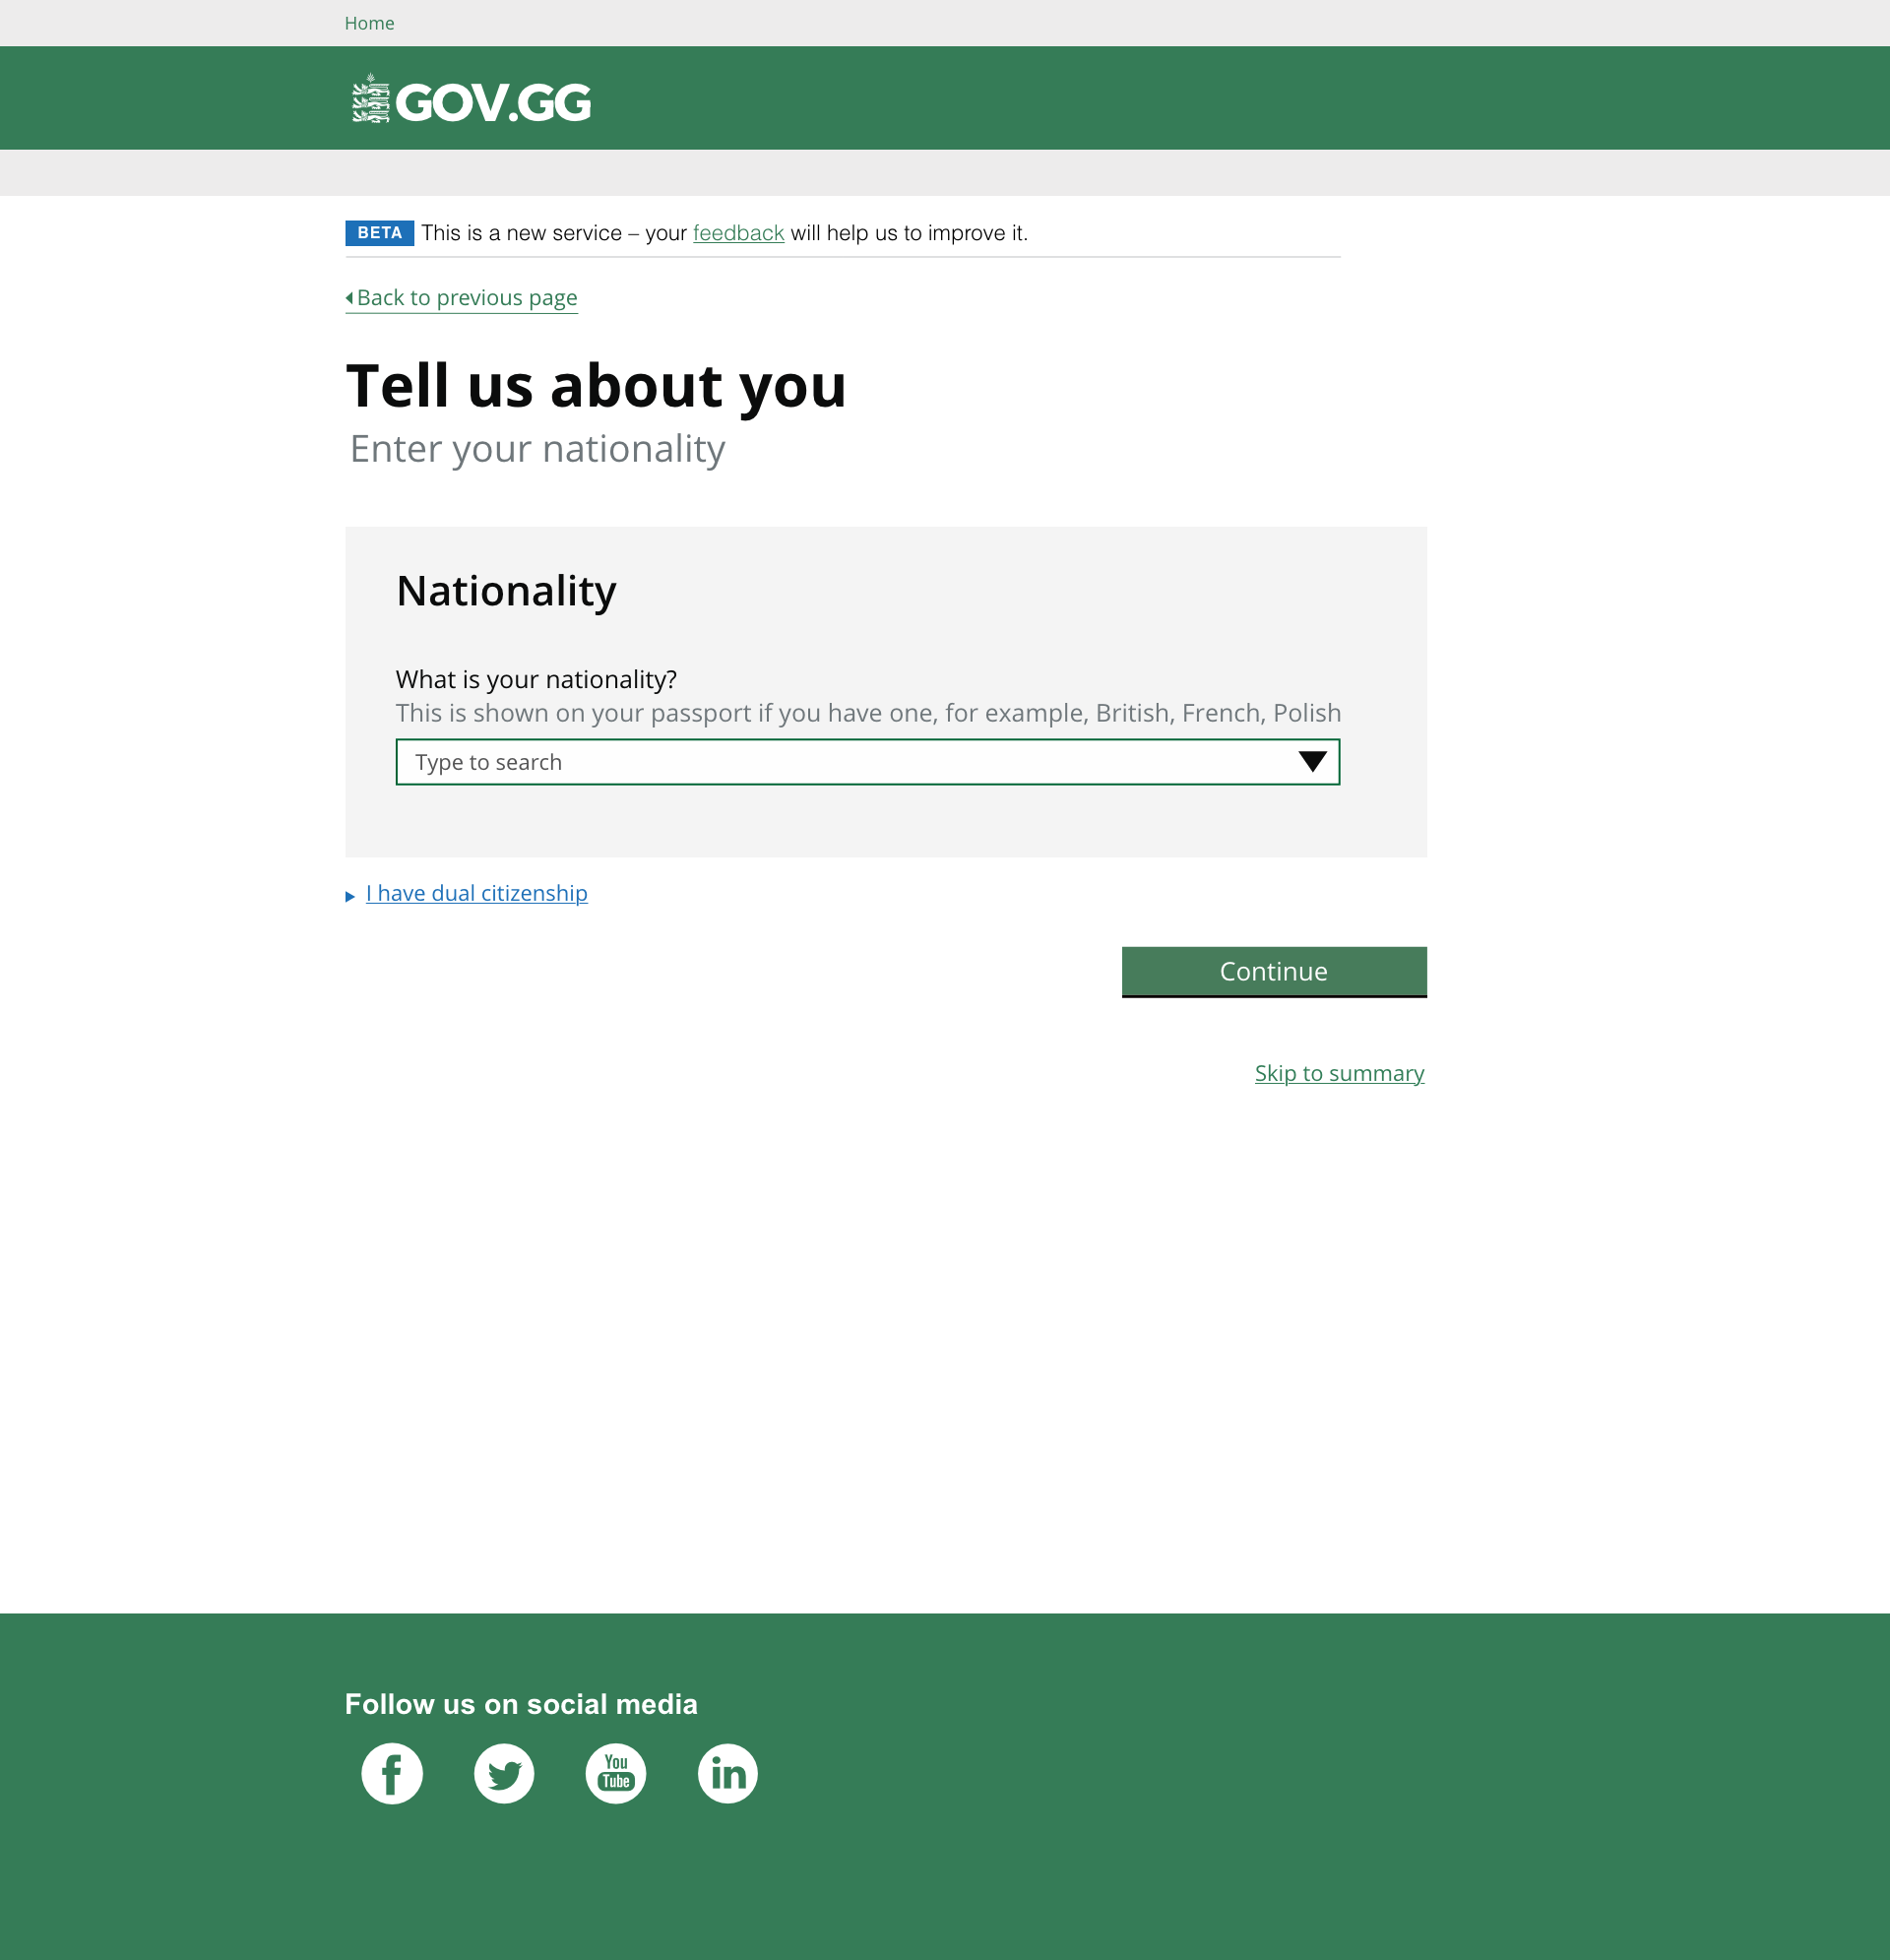 Home
GOV.GG
BETA This is a new service – your feedback will help us to improve it.
Back to previous page
Tell us about you
Enter your nationality
Nationality
What is your nationality?
This is shown on your passport if you have one, for example, British, French, Polish
Type to search
I have dual citizenship
Continue
Skip to summary
Follow us on social media
f
You
Tube
in